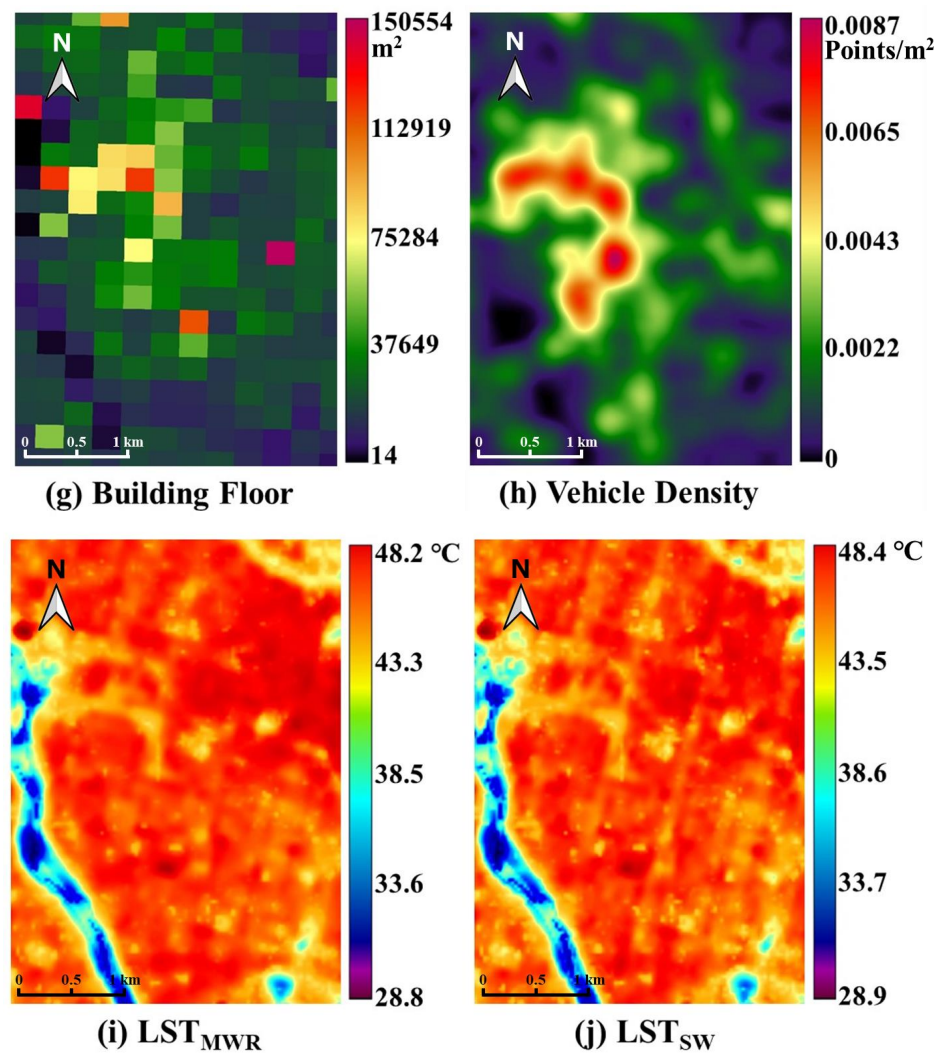 N
150554
m²
112919
75284
37649
14
0 0.5 1 km
(g) Building Floor
N
0.0087
Points/m²
0.0065
0.0043
0.0022
0
0 0.5 1 km
(h) Vehicle Density
N
48.2 °C
43.3
38.5
33.6
28.8
0 0.5 1 km
(i) LST_MWR
N
48.4 °C
43.5
38.6
33.7
28.9
0 0.5 1 km
(j) LST_SW